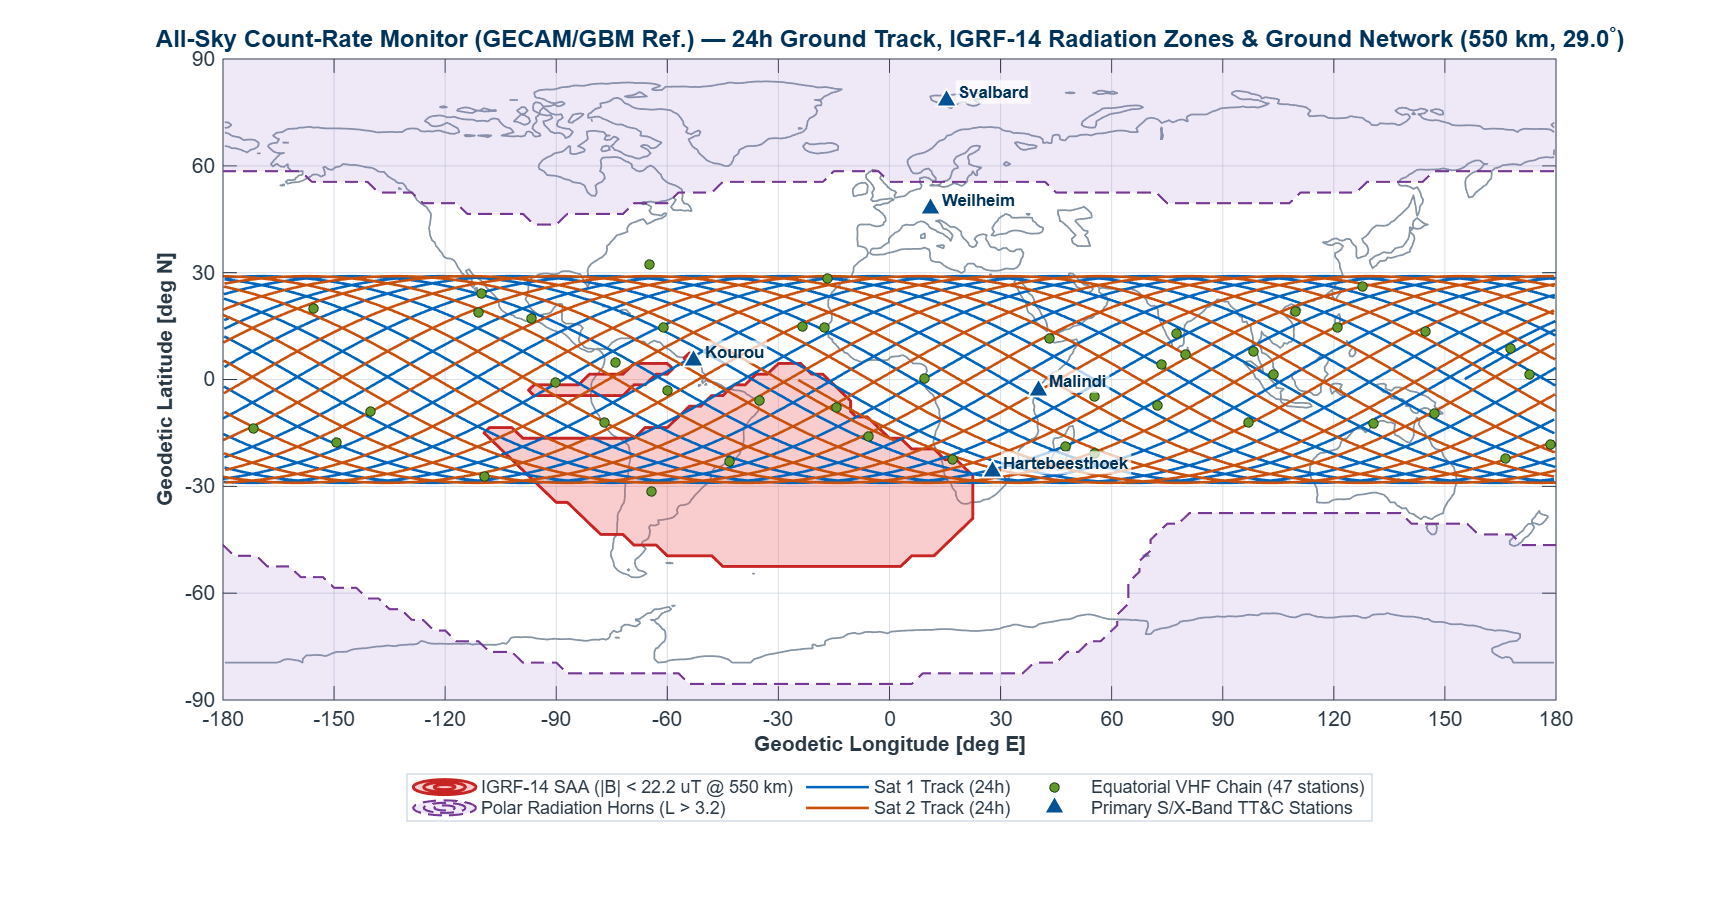 All-Sky Count-Rate Monitor (GECAM/GBM Ref.) — 24h Ground Track, IGRF-14 Radiation Zones & Ground Network (550 km, 29.0°)
90
60
30
0
-30
-60
-90
Geodetic Latitude [deg N]
Svalbard
Weilheim
Kourou
Malindi
Hartebeesthoek
-180 -150 -120 -90 -60 -30 0 30 60 90 120 150 180
Geodetic Longitude [deg E]
IGRF-14 SAA (|B| < 22.2 uT @ 550 km) Sat 1 Track (24h) Equatorial VHF Chain (47 stations)
Polar Radiation Horns (L > 3.2) Sat 2 Track (24h) Primary S/X-Band TT&C Stations